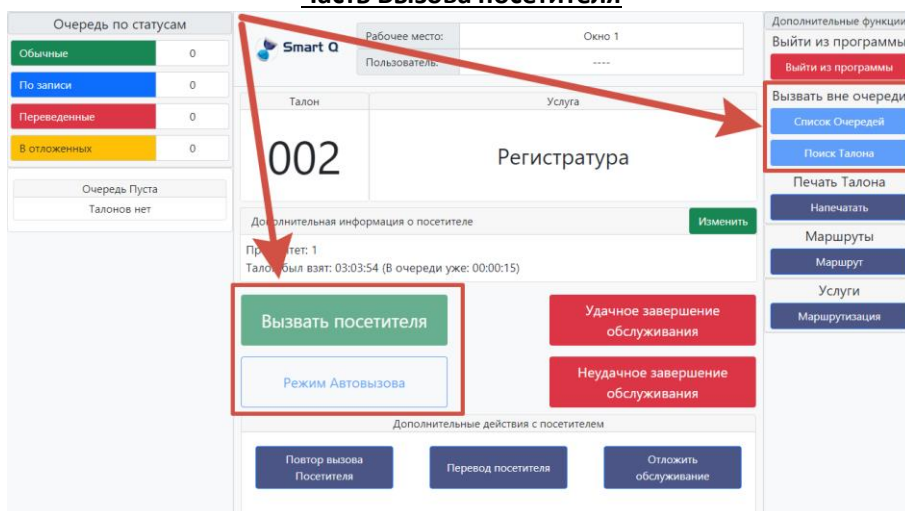 Часть Вызова посетителя
Очередь по статусам
Обычные 0
По записи 0
Переведенные 0
В отложенных 0
Очередь Пуста
Талонов нет
Smart Q
Рабочее место: Окно 1
Пользователь: ----
Талон Услуга
002 Регистратура
Дополнительная информация о посетителе Изменить
Приоритет: 1
Талон был взят: 03:03:54 (В очереди уже: 00:00:15)
Вызвать посетителя
Режим Автовызова
Удачное завершение
обслуживания
Неудачное завершение
обслуживания
Дополнительные действия с посетителем
Повтор вызова
Посетителя
Перевод посетителя
Отложить
обслуживание
Дополнительные функции
Выйти из программы
Выйти из программы
Вызвать вне очереди
Список Очередей
Поиск Талона
Печать Талона
Напечатать
Маршруты
Маршрут
Услуги
Маршрутизация